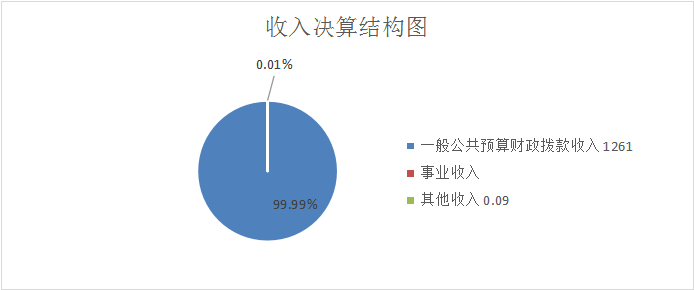 收入决算结构图
0.01%
99.99%
一般公共预算财政拨款收入 1261
事业收入
其他收入 0.09